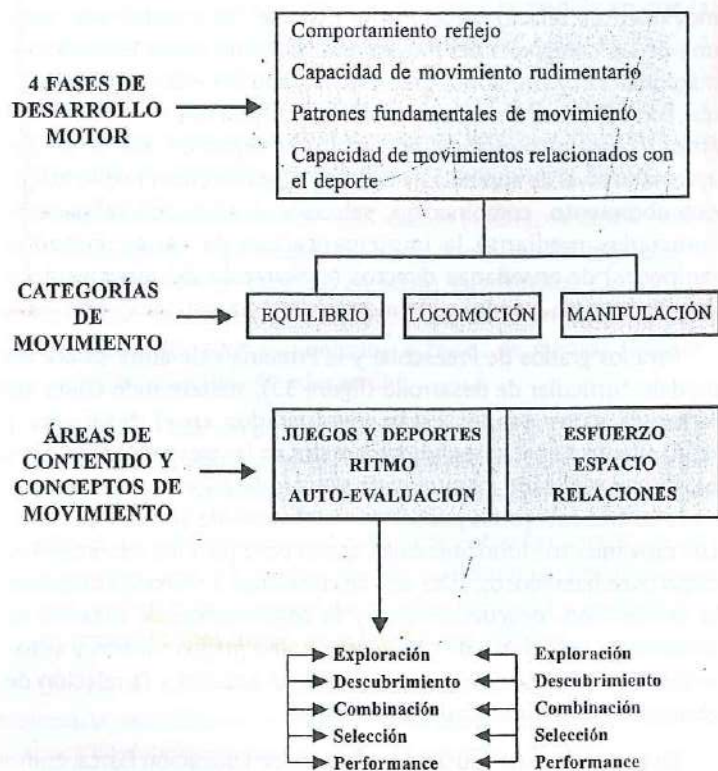 Comportamiento reflejo
Capacidad de movimiento rudimentario
4 FASES DE
DESARROLLO
MOTOR
Patrones fundamentales de movimiento
Capacidad de movimientos relacionados con
el deporte
CATEGORÍAS
DE
MOVIMIENTO
EQUILIBRIO
LOCOMOCIÓN
MANIPULACIÓN
ÁREAS DE
CONTENIDO Y
CONCEPTOS DE
MOVIMIENTO
JUEGOS Y DEPORTES
RITMO
AUTO-EVALUACION
ESFUERZO
ESPACIO
RELACIONES
Exploración
Descubrimiento
Combinación
Selección
Performance
Exploración
Descubrimiento
Combinación
Selección
Performance